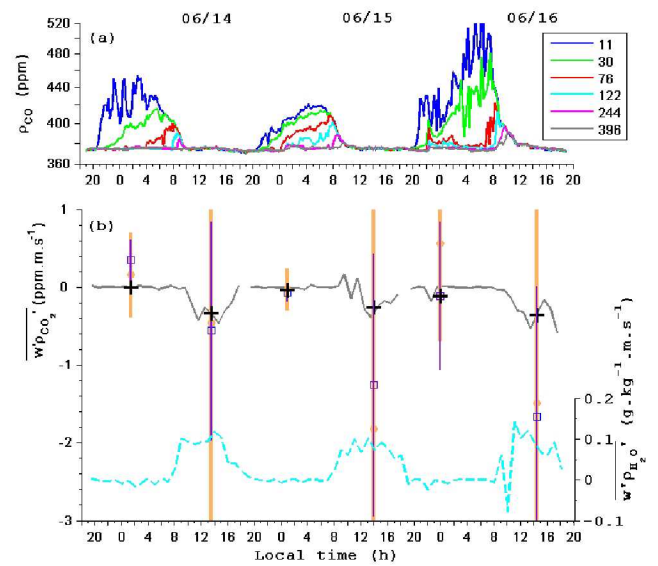 06/14 06/15 06/16
(a)
ρCO (ppm)
520
480
440
400
360
11
30
76
122
244
396
20 0 4 8 12 16 20 0 4 8 12 16 20 0 4 8 12 16 20
(b)
w'ρCO2' (ppm.m.s-1)
1
0
-1
-2
-3
0.2
0.1
0
-0.1
w'ρH2O' (g.kg-1.m.s-1)
20 0 4 8 12 16 20 0 4 8 12 16 20 0 4 8 12 16 20
Local time (h)